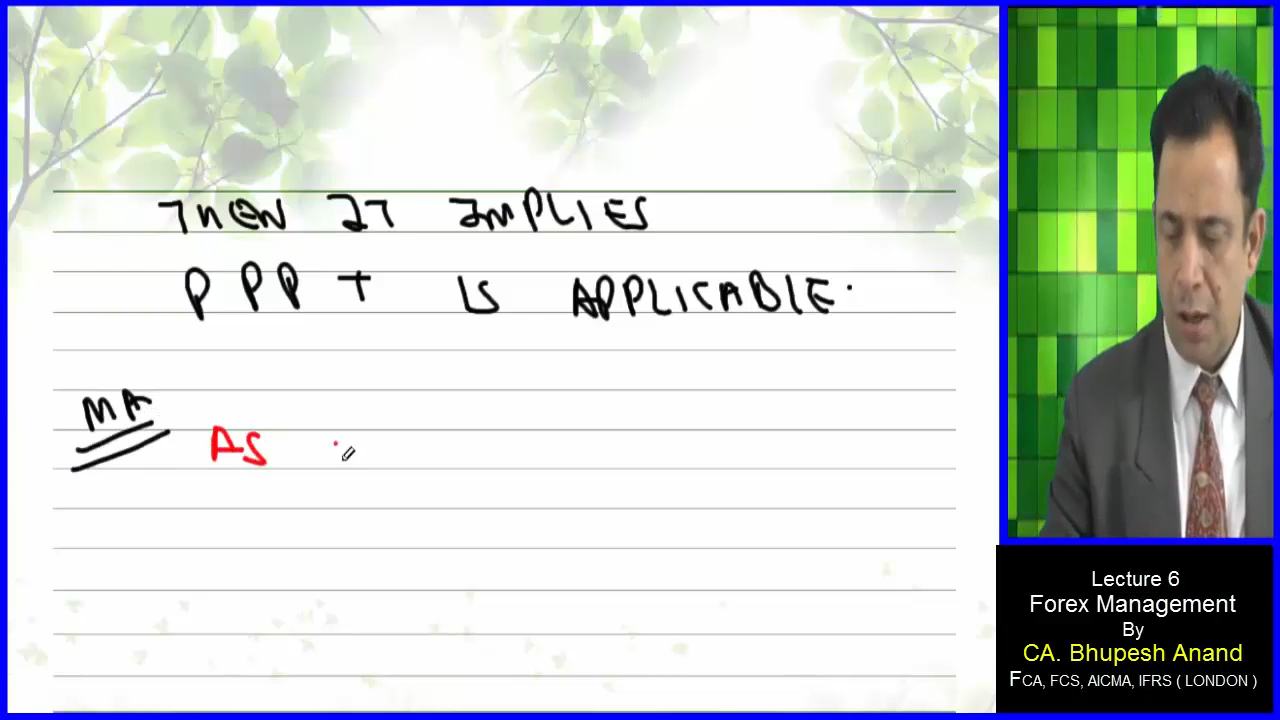 THEN IT IMPLIES
PPPT IS APPLICABLE.
MA
AS
Lecture 6
Forex Management
By
CA. Bhupesh Anand
FCA, FCS, AICMA, IFRS ( LONDON )